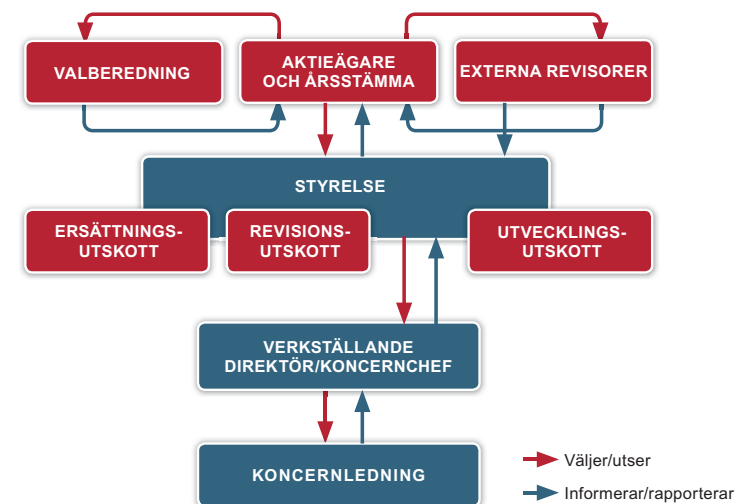 VALBEREDNING
AKTIEÄGARE
OCH ÅRSSTÄMMA
EXTERNA REVISORER
STYRELSE
ERSÄTTNINGS-
UTSKOTT
REVISIONS-
UTSKOTT
UTVECKLINGS-
UTSKOTT
VERKSTÄLLANDE
DIREKTÖR/KONCERNCHEF
KONCERNLEDNING
Väljer/utser
Informerar/rapporterar